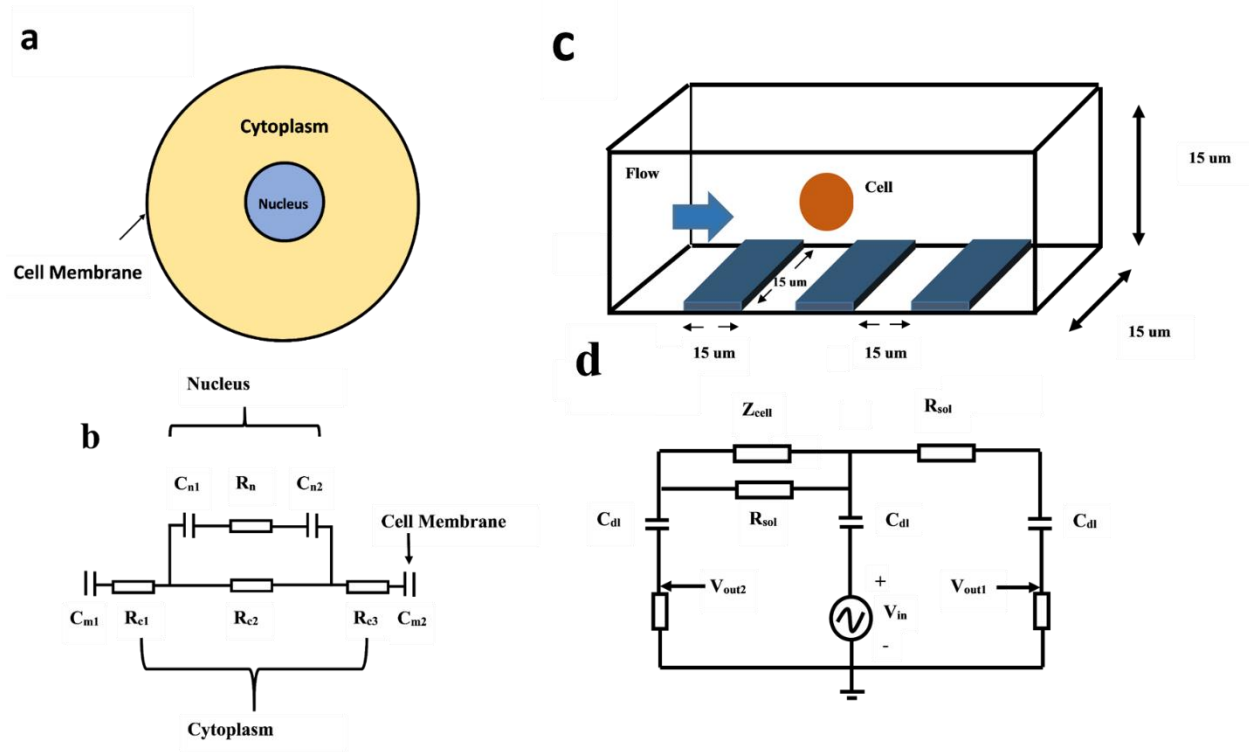 a
Cytoplasm
Nucleus
Cell Membrane
Nucleus
b
Cn1 Rn Cn2
Cell Membrane
Cm1 Rc1 Rc2 Rc3 Cm2
Cytoplasm
c
Flow
Cell
15 um
15 um
15 um
15 um 15 um
d
Zcell Rsol
Cdl Rsol Cdl Cdl
Vout2 + Vin - Vout1